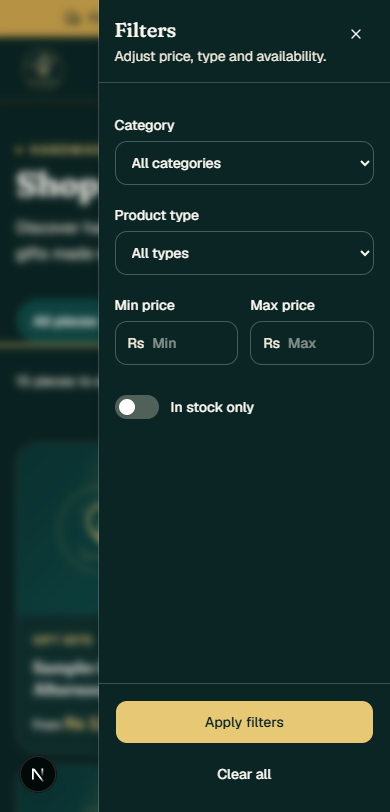 Filters
Adjust price, type and availability.
Category
All categories
Product type
All types
Min price
Max price
Rs Min
Rs Max
In stock only
Apply filters
Clear all
Shop
N